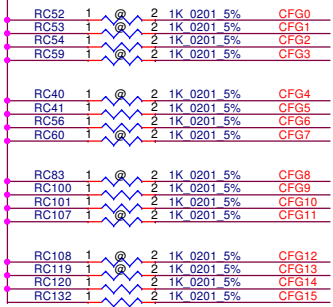 RC52 1 @ 2 1K_0201_5% CFG0
RC53 1 @ 2 1K_0201_5% CFG1
RC54 1 @ 2 1K_0201_5% CFG2
RC59 1 @ 2 1K_0201_5% CFG3
RC40 1 @ 2 1K_0201_5% CFG4
RC41 1 2 1K_0201_5% CFG5
RC56 1 2 1K_0201_5% CFG6
RC60 1 @ 2 1K_0201_5% CFG7
RC83 1 @ 2 1K_0201_5% CFG8
RC100 1 @ 2 1K_0201_5% CFG9
RC101 1 @ 2 1K_0201_5% CFG10
RC107 1 @ 2 1K_0201_5% CFG11
RC108 1 @ 2 1K_0201_5% CFG12
RC119 1 @ 2 1K_0201_5% CFG13
RC120 1 2 1K_0201_5% CFG14
RC132 1 2 1K_0201_5% CFG15